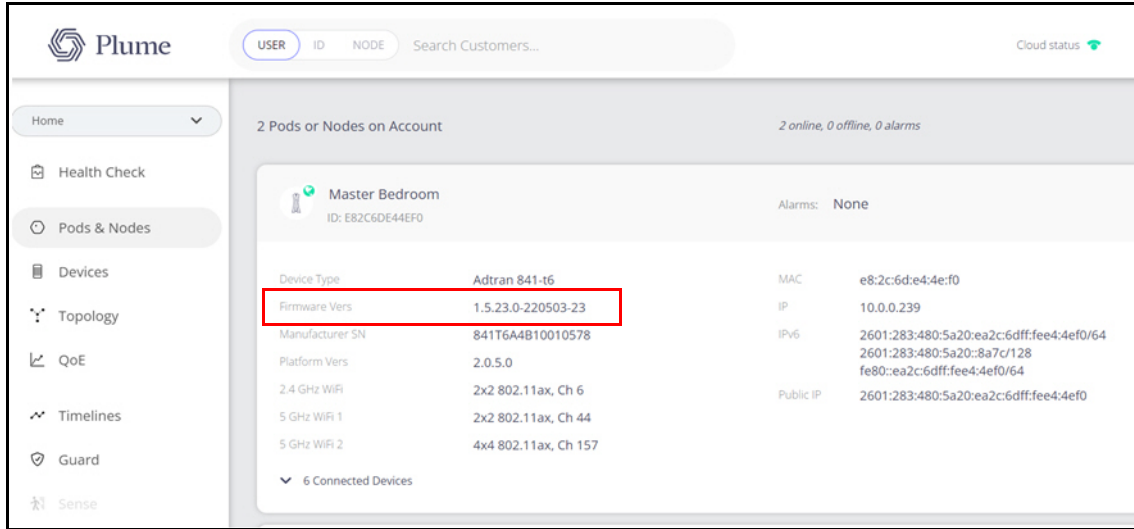 Plume
USER ID NODE Search Customers...
Cloud status
Home
Health Check
Pods & Nodes
Devices
Topology
QoE
Timelines
Guard
Sense
2 Pods or Nodes on Account
2 online, 0 offline, 0 alarms
Master Bedroom
ID: E82C6DE44EF0
Alarms: None
Device Type Adtran 841-t6
Firmware Vers 1.5.23.0-220503-23
Manufacturer SN 841T6A4B10010578
Platform Vers 2.0.5.0
2.4 GHz WiFi 2x2 802.11ax, Ch 6
5 GHz WiFi 1 2x2 802.11ax, Ch 44
5 GHz WiFi 2 4x4 802.11ax, Ch 157
6 Connected Devices
MAC e8:2c:6d:e4:4e:f0
IP 10.0.0.239
IPv6 2601:283:480:5a20:ea2c:6dff:fee4:4ef0/64
2601:283:480:5a20::8a7c/128
fe80::ea2c:6dff:fee4:4ef0/64
Public IP 2601:283:480:5a20:ea2c:6dff:fee4:4ef0